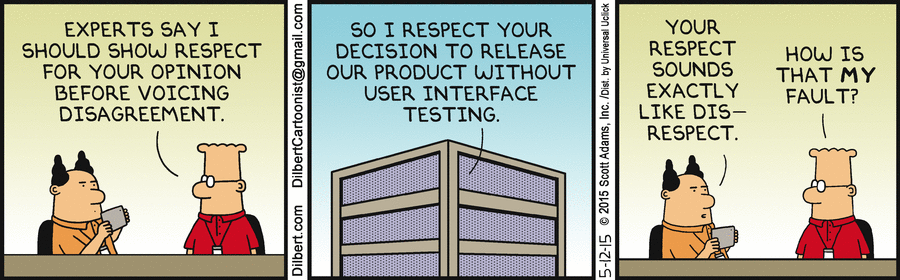 EXPERTS SAY I
SHOULD SHOW RESPECT
FOR YOUR OPINION
BEFORE VOICING
DISAGREEMENT.
Dilbert.com DilbertCartoonist@gmail.com
SO I RESPECT YOUR
DECISION TO RELEASE
OUR PRODUCT WITHOUT
USER INTERFACE
TESTING.
5-12-15 © 2015 Scott Adams, Inc. /Dist. by Universal Uclick
YOUR
RESPECT
SOUNDS
EXACTLY
LIKE DIS-
RESPECT.
HOW IS
THAT MY
FAULT?